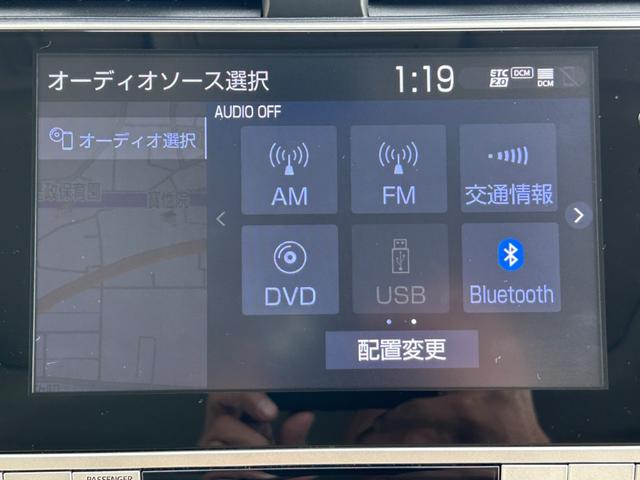 オーディオソース選択
1:19
ETC 2.0
DCM
DCM
AUDIO OFF
オーディオ選択
AM
FM
交通情報
DVD
USB
Bluetooth
配置変更
PASSENGER